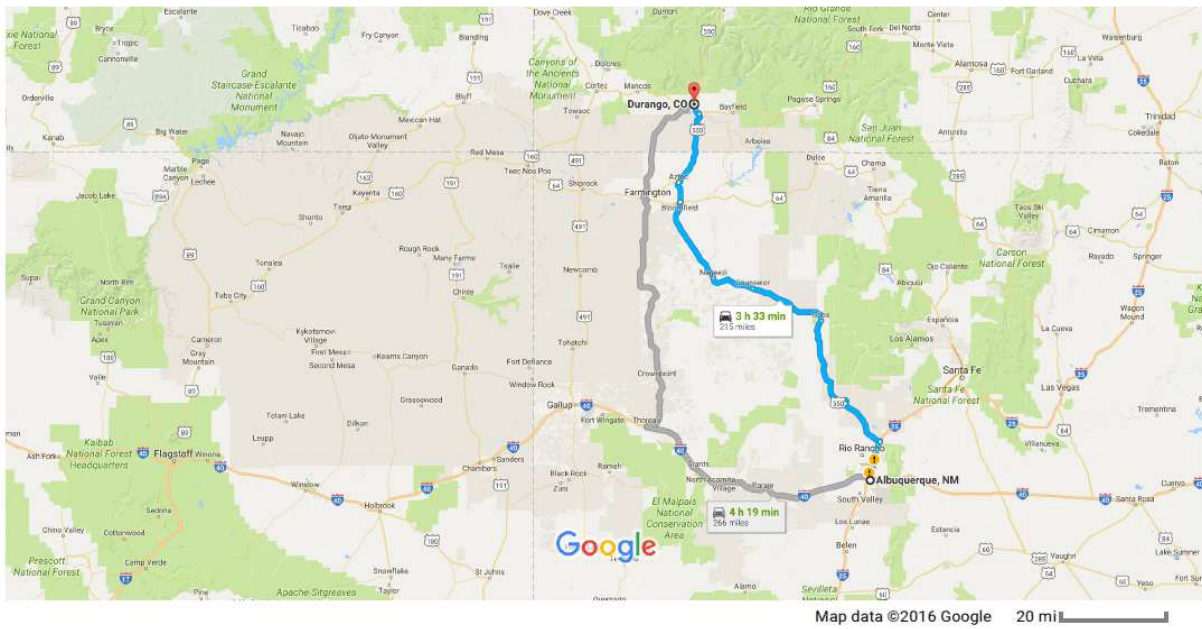 Dove Creek
Dunton
550
Rio Grande
National Forest
Center
Del Norte
South Fork
Monte Vista
Walsenburg
La Veta
Alamosa
Fort Garland
Cuchara
Trinidad
Cokedale
Raton
Ticaboo
Fry Canyon
191
Blanding
Bryce
Tropic
Cannonville
Grand
Staircase-Escalante
National
Monument
Canyons of
the Ancients
National
Monument
Dolores
Cortez
Mancos
Towaoc
Durango, CO
Bayfield
Pagosa Springs
Arboles
San Juan
National Forest
Antonito
Orderville
Kanab
Big Water
Bluff
Mexican Hat
Navajo
Mountain
Oljato-Monument
Valley
Red Mesa
Teec Nos Pos
Shiprock
Farmington
Aztec
Bloomfield
Dulce
Chama
Tierra
Amarilla
Taos Ski
Valley
Cimarron
Springer
Rayado
Page
Lechee
Marble
Canyon
Jacob Lake
Kayenta
Tsegi
Shonto
Rough Rock
Many Farms
Tsaile
Newcomb
Nageezi
Counselor
Cuba
Carson
National Forest
Ojo Caliente
Abiquiu
Wagon
Mound
Supai
North Rim
Grand Canyon
National Park
Tusayan
Apex
Valle
Tonalea
Tuba City
Chinle
Cameron
Gray
Mountain
Kykotsmovi
Village
First Mesa
Second Mesa
Keams Canyon
Ganado
Fort Defiance
Window Rock
Tohatchi
Crownpoint
3 h 33 min
215 miles
Española
Los Alamos
Santa Fe
Santa Fe
National Forest
La Cueva
Las Vegas
Trementina
Villanueva
Greasewood
Tolani Lake
Dilkon
Leupp
Gallup
Fort Wingate
Thoreau
Grants
Rio Rancho
Albuquerque, NM
South Valley
Ash Fork
Kaibab
National Forest
Headquarters
Flagstaff
Winona
Winslow
Holbrook
Chambers
Sanders
Black Rock
Zuni
Ramah
North Acomita
Village
Paraje
El Malpais
National
Conservation
Area
4 h 19 min
266 miles
Los Lunas
Belen
Estancia
Santa Rosa
Cuervo
Sedona
Chino Valley
Cottonwood
Camp Verde
Prescott
National Forest
Snowflake
Taylor
St Johns
Apache-Sitgreaves
Pine
Google
Alamo
Sevilleta
Vaughn
Yeso
Lake Sumner
Map data ©2016 Google
20 mi